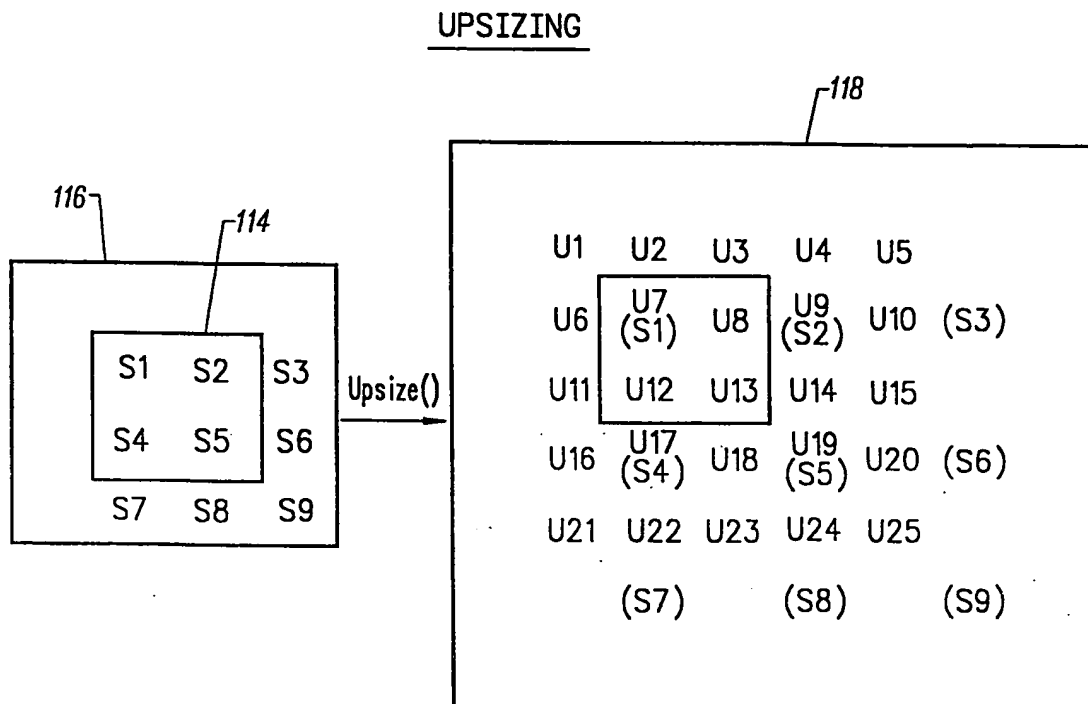 UPSIZING
118
116
114
S1 S2 S3
S4 S5 S6
S7 S8 S9
Upsize()
U1 U2 U3 U4 U5
U6 U7 U8 U9 U10 (S3)
(S1) (S2)
U11 U12 U13 U14 U15
U16 U17 U18 U19 U20 (S6)
(S4) (S5)
U21 U22 U23 U24 U25
(S7) (S8) (S9)